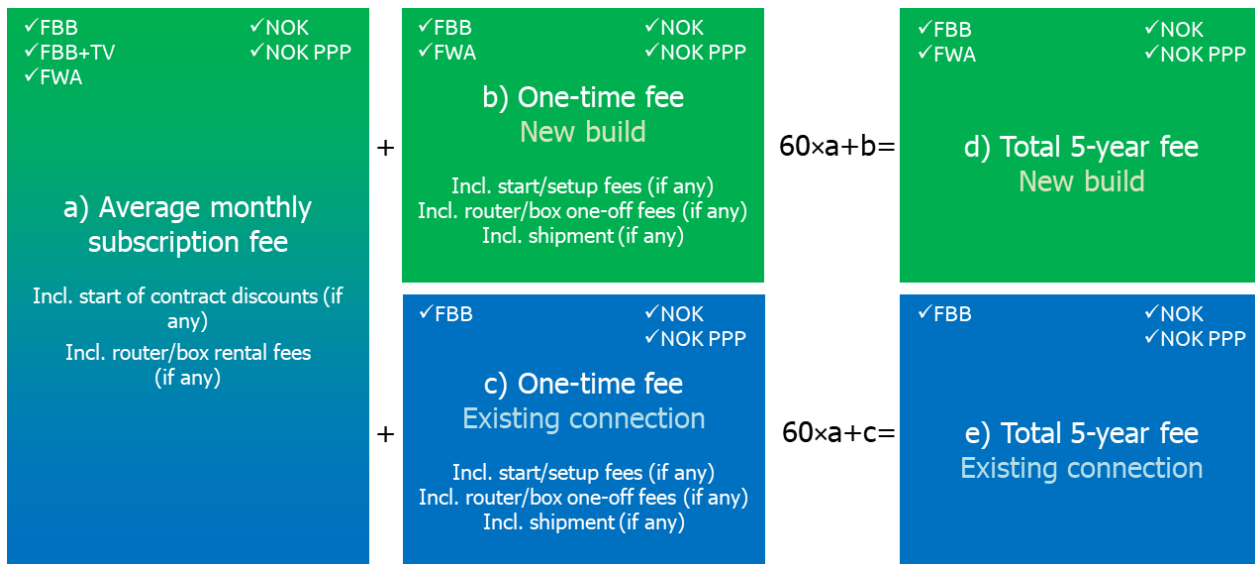 ✓FBB ✓NOK
✓FBB+TV ✓NOK PPP
✓FWA
a) Average monthly
subscription fee
Incl. start of contract discounts (if
any)
Incl. router/box rental fees
(if any)
+
✓FBB ✓NOK
✓FWA ✓NOK PPP
b) One-time fee
New build
Incl. start/setup fees (if any)
Incl. router/box one-off fees (if any)
Incl. shipment (if any)
60×a+b=
✓FBB ✓NOK
✓FWA ✓NOK PPP
d) Total 5-year fee
New build
+
✓FBB ✓NOK
✓NOK PPP
c) One-time fee
Existing connection
Incl. start/setup fees (if any)
Incl. router/box one-off fees (if any)
Incl. shipment (if any)
60×a+c=
✓FBB ✓NOK
✓NOK PPP
e) Total 5-year fee
Existing connection